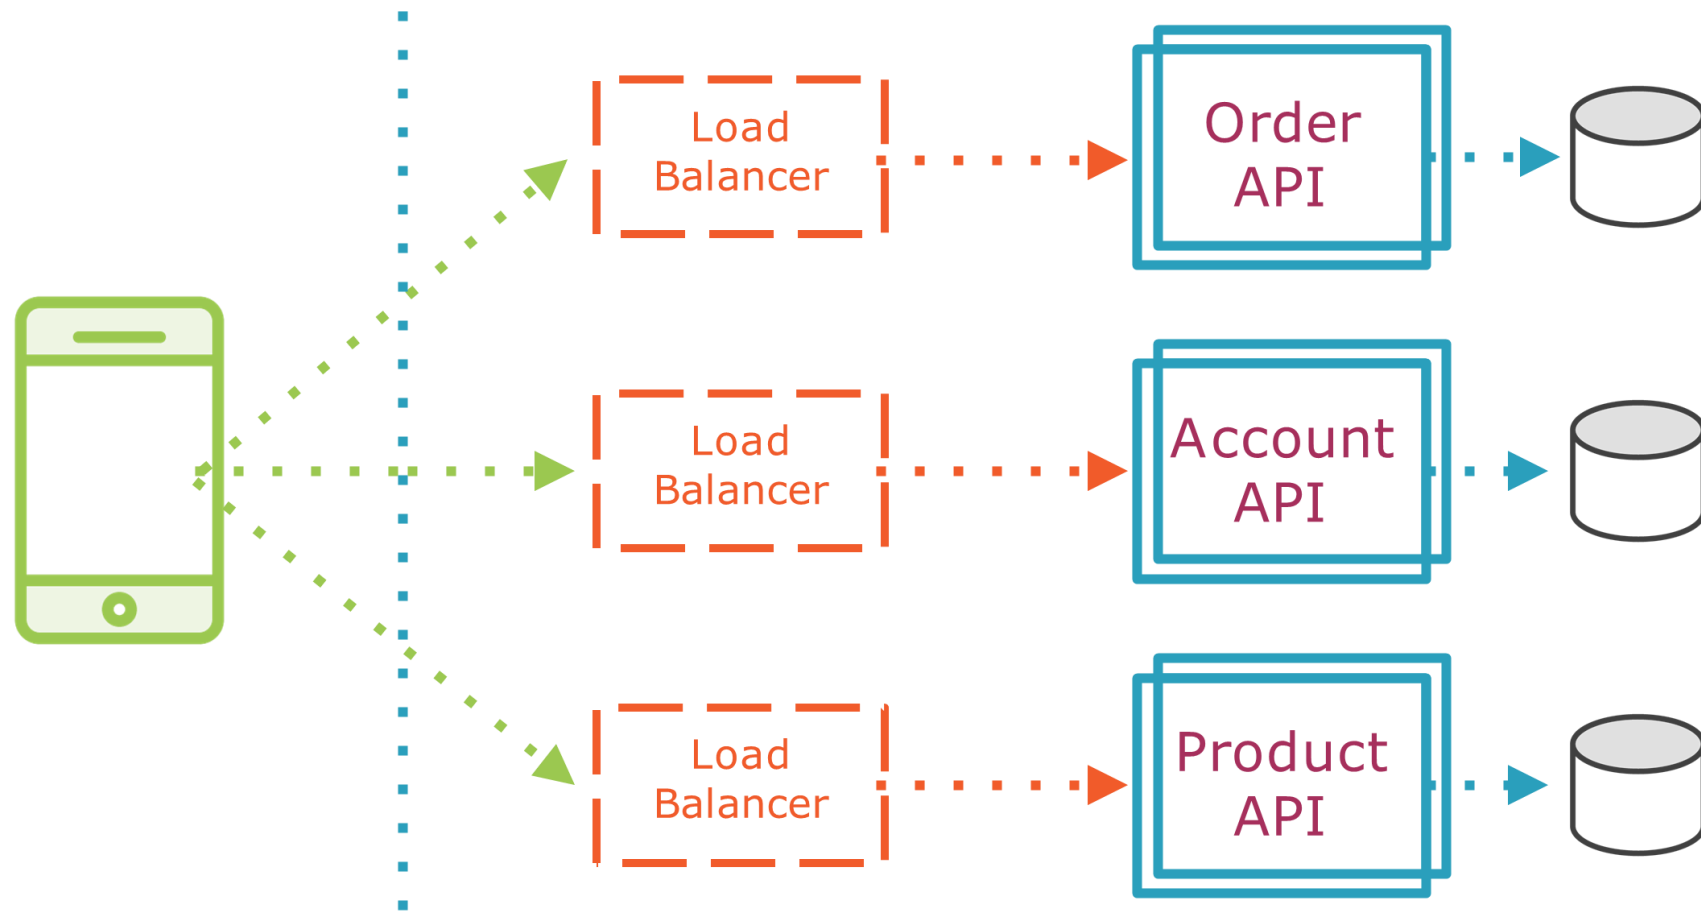 Load
Balancer
Order
API
Load
Balancer
Account
API
Load
Balancer
Product
API